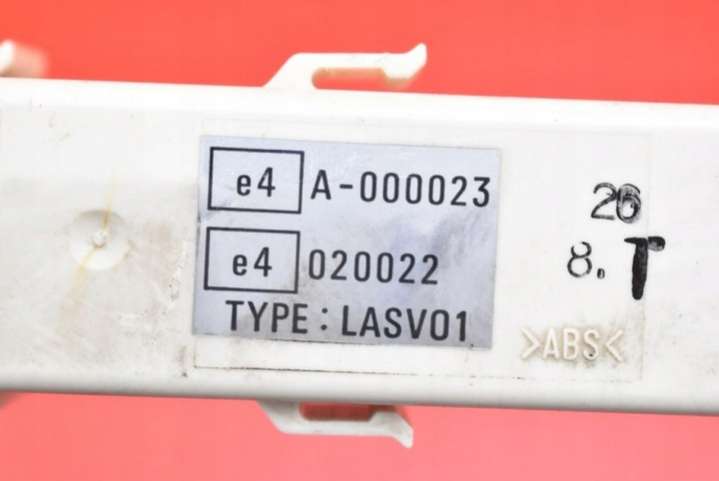 e4 A-000023
e4 020022
TYPE: LASV01
26
8. T
>ABS<